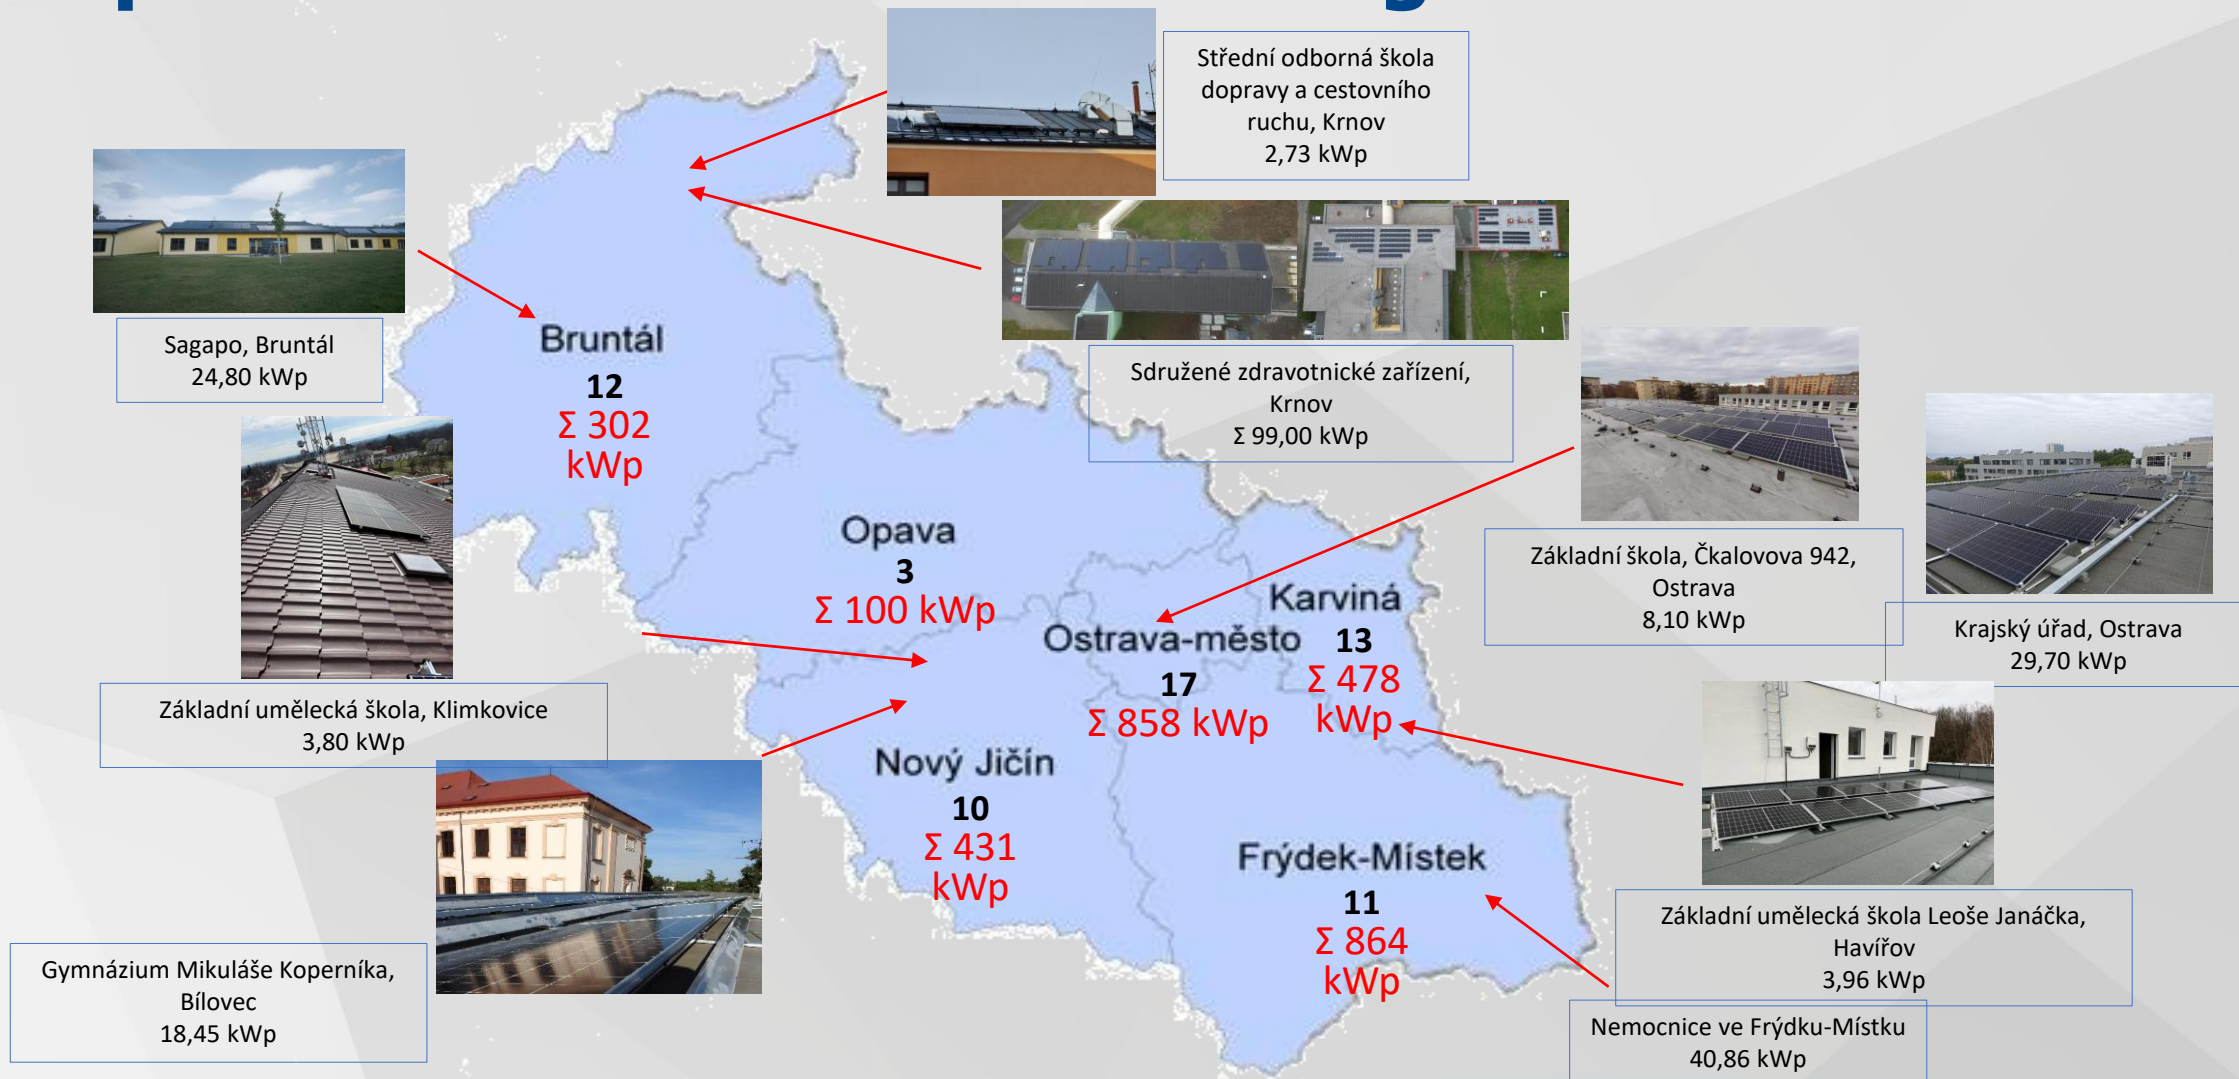 Střední odborná škola
dopravy a cestovního
ruchu, Krnov
2,73 kWp
Sagapo, Bruntál
24,80 kWp
Bruntál
12
Σ 302
kWp
Sdružené zdravotnické zařízení,
Krnov
Σ 99,00 kWp
Opava
3
Σ 100 kWp
Základní škola, Čkalovova 942,
Ostrava
8,10 kWp
Krajský úřad, Ostrava
29,70 kWp
Karviná
13
Σ 478
kWp
Ostrava-město
17
Σ 858 kWp
Základní umělecká škola, Klimkovice
3,80 kWp
Nový Jičín
10
Σ 431
kWp
Frýdek-Místek
11
Σ 864
kWp
Základní umělecká škola Leoše Janáčka,
Havířov
3,96 kWp
Gymnázium Mikuláše Koperníka,
Bílovec
18,45 kWp
Nemocnice ve Frýdku-Místku
40,86 kWp